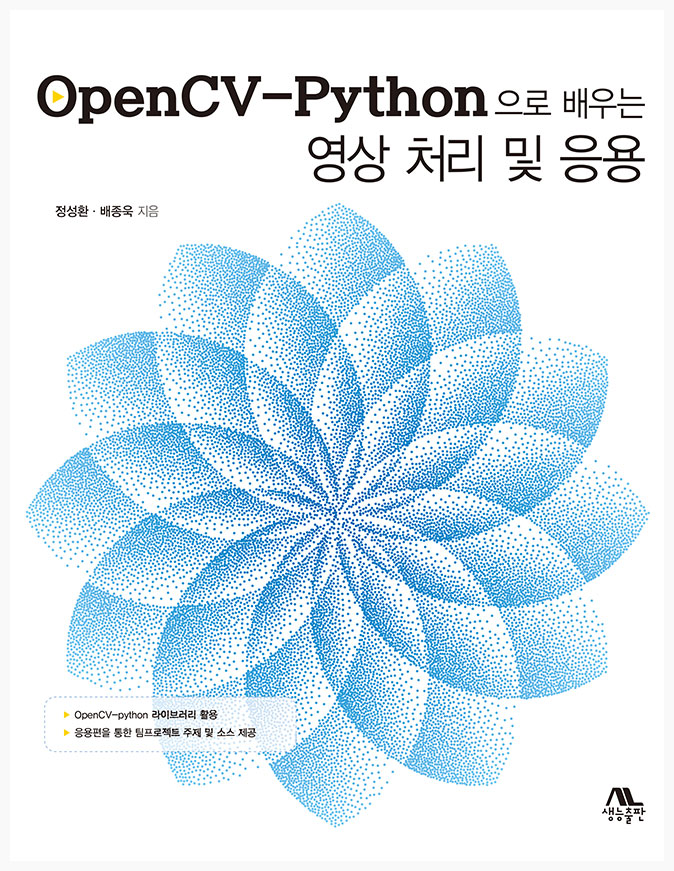 OpenCV-Python으로 배우는
영상 처리 및 응용
정성환 · 배종욱 지음
OpenCV-python 라이브러리 활용
응용편을 통한 팀프로젝트 주제 및 소스 제공
생능출판